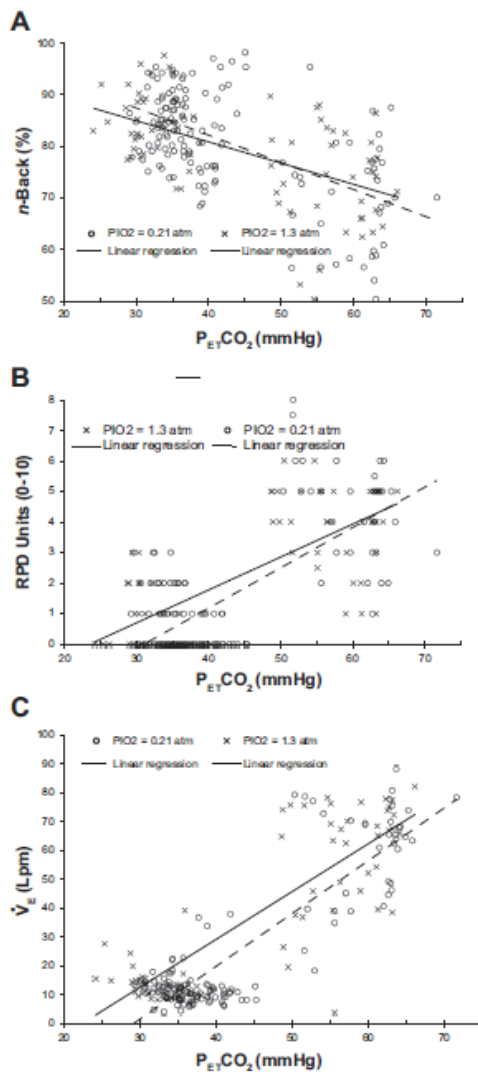 A
100
90
80
70
60
50
n-Back (%)
PIO2 = 0.21 atm
PIO2 = 1.3 atm
Linear regression
Linear regression
20 30 40 50 60 70
PETCO2 (mmHg)
B
8
7
6
5
4
3
2
1
0
RPD Units (0-10)
PIO2 = 1.3 atm
PIO2 = 0.21 atm
Linear regression
Linear regression
20 30 40 50 60 70
PETCO2 (mmHg)
C
100
90
80
70
60
50
40
30
20
10
0
V̇E (Lpm)
PIO2 = 0.21 atm
PIO2 = 1.3 atm
Linear regression
Linear regression
20 30 40 50 60 70
PETCO2 (mmHg)